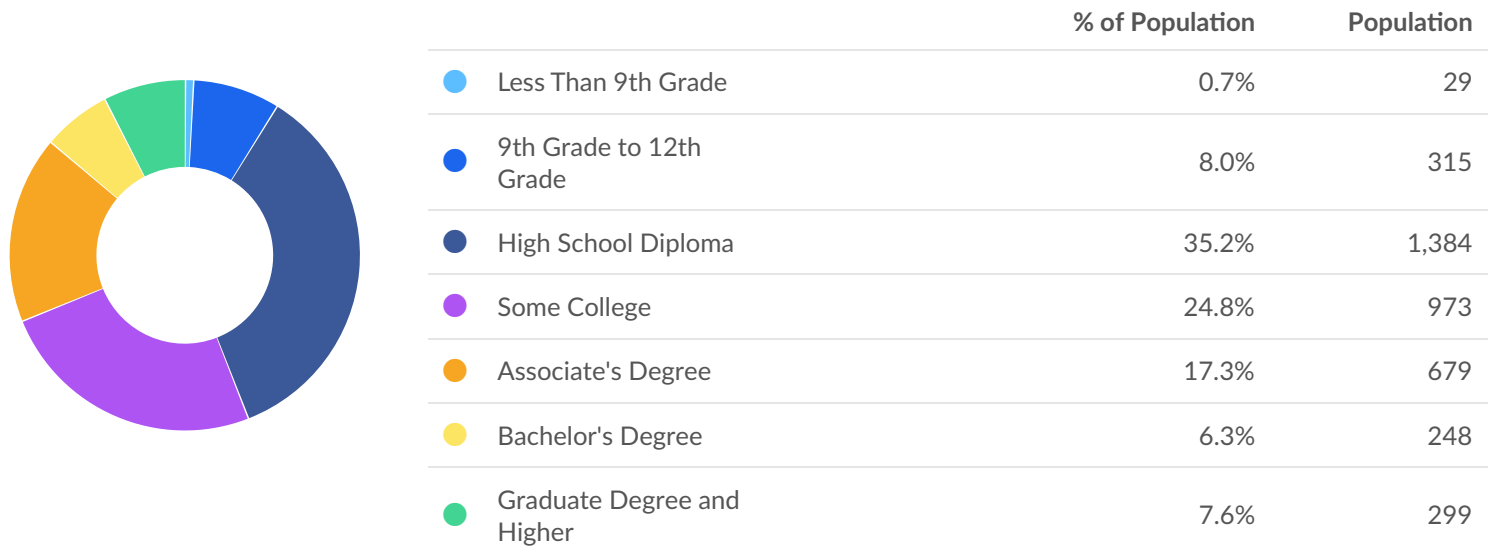 % of Population Population
Less Than 9th Grade 0.7% 29
9th Grade to 12th
Grade 8.0% 315
High School Diploma 35.2% 1,384
Some College 24.8% 973
Associate's Degree 17.3% 679
Bachelor's Degree 6.3% 248
Graduate Degree and
Higher 7.6% 299